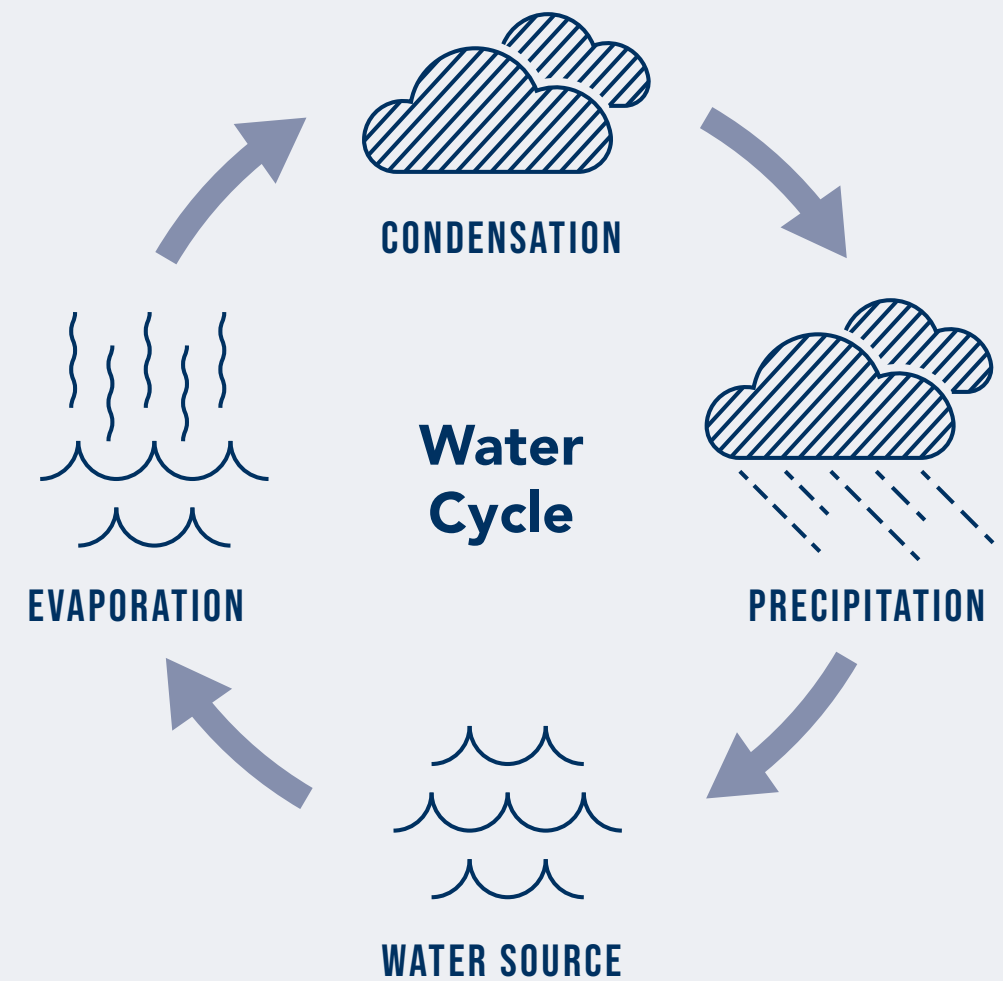 CONDENSATION
Water
Cycle
EVAPORATION
PRECIPITATION
WATER SOURCE